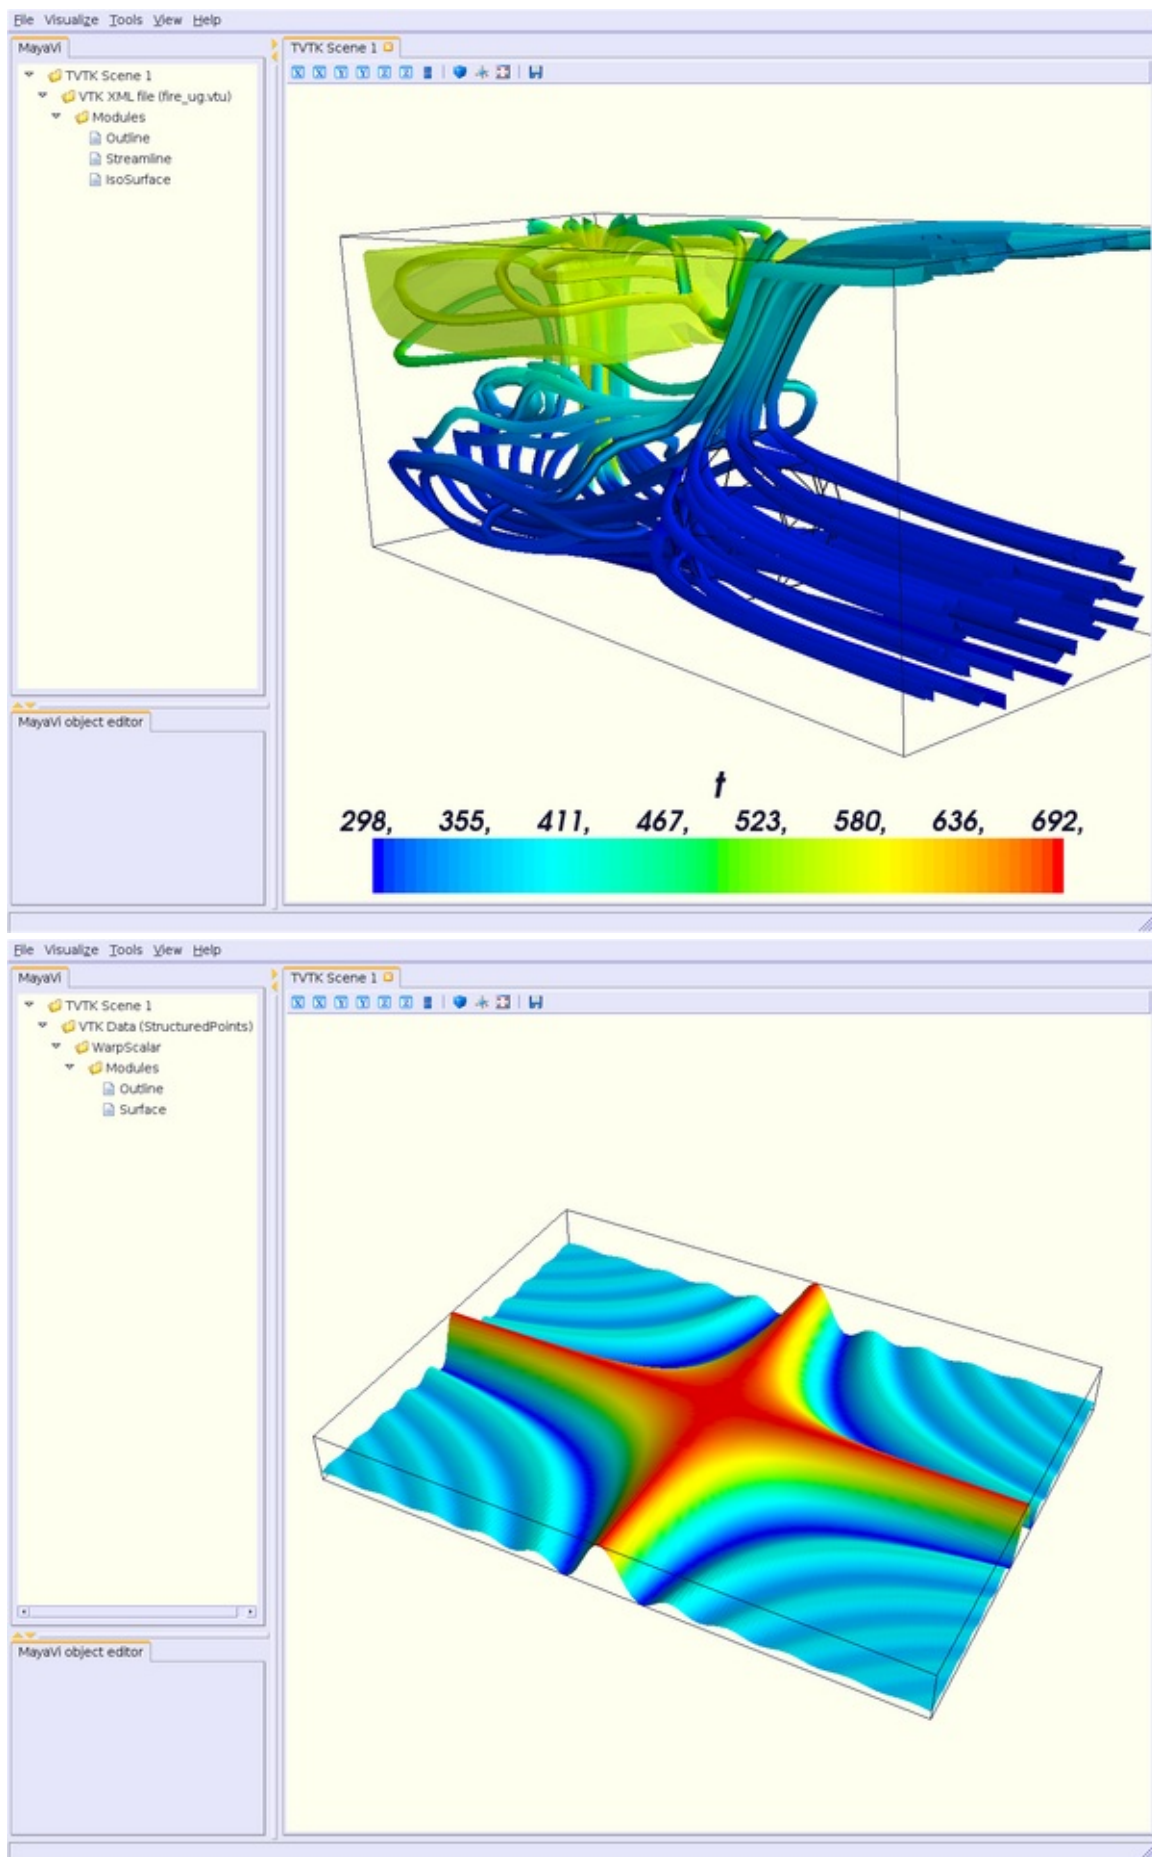 File Visualize Tools View Help
MayaVi
TVTK Scene 1
TVTK Scene 1
VTK XML file (fire_ug.vtu)
Modules
Outline
Streamline
IsoSurface
MayaVi object editor
t
298, 355, 411, 467, 523, 580, 636, 692,
File Visualize Tools View Help
MayaVi
TVTK Scene 1
TVTK Scene 1
VTK Data (StructuredPoints)
WarpScalar
Modules
Outline
Surface
MayaVi object editor